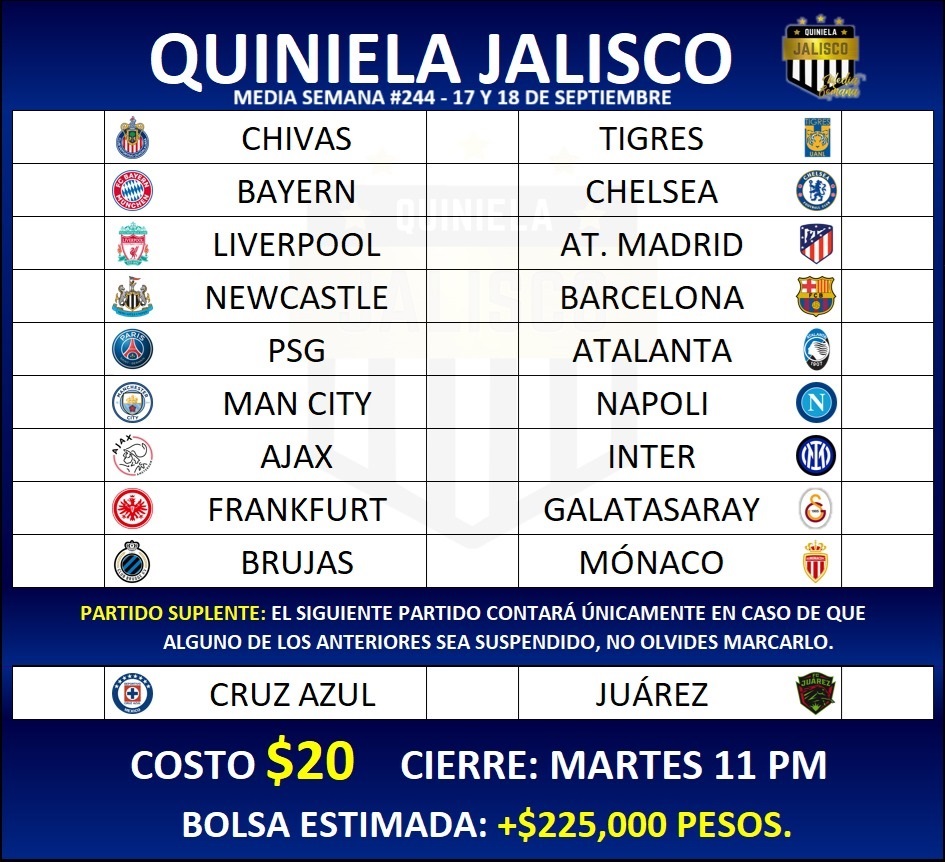 QUINIELA JALISCO
QUINIELA
JALISCO
Media
Semana
MEDIA SEMANA #244 - 17 Y 18 DE SEPTIEMBRE
CHIVAS TIGRES
BAYERN CHELSEA
LIVERPOOL AT. MADRID
NEWCASTLE BARCELONA
PSG ATALANTA
MAN CITY NAPOLI
AJAX INTER
FRANKFURT GALATASARAY
BRUJAS MÓNACO
QUINIELA
JALISCO
PARTIDO SUPLENTE: EL SIGUIENTE PARTIDO CONTARÁ ÚNICAMENTE EN CASO DE QUE
ALGUNO DE LOS ANTERIORES SEA SUSPENDIDO, NO OLVIDES MARCARLO.
CRUZ AZUL JUÁREZ
COSTO $20 CIERRE: MARTES 11 PM
BOLSA ESTIMADA: +$225,000 PESOS.